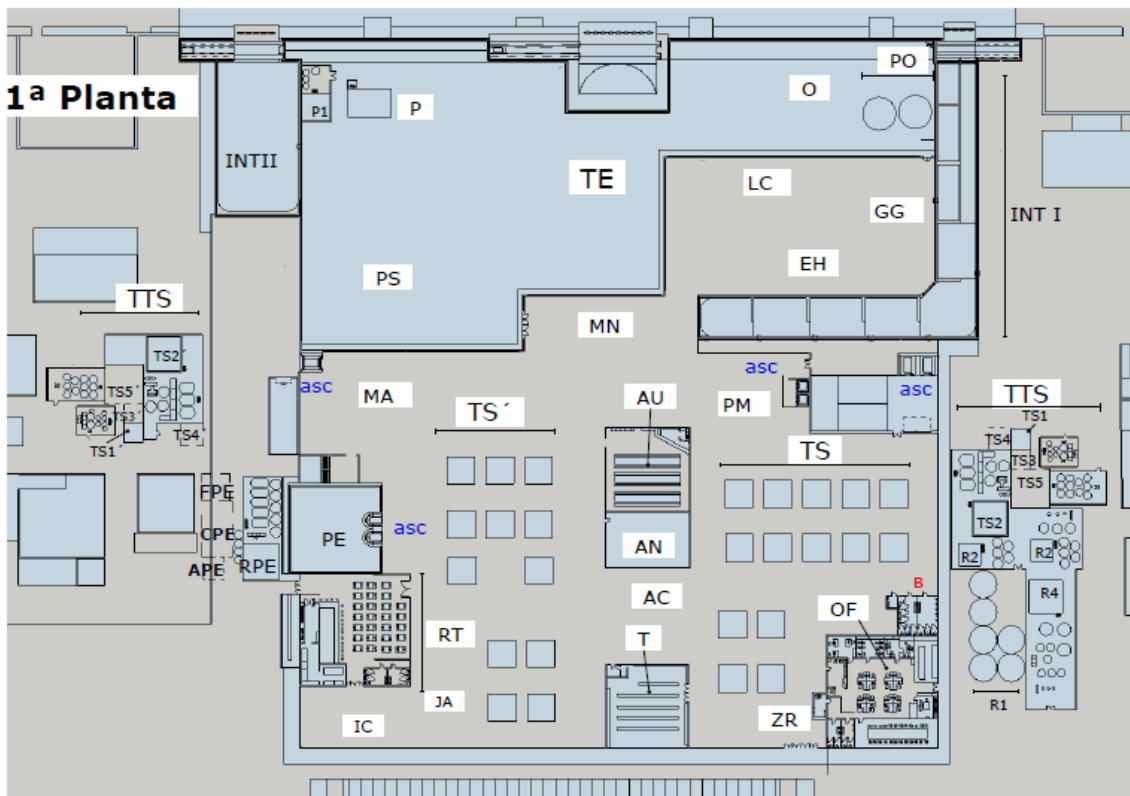 PO
1ª Planta
O
P
P1
INTII
TE
LC
GG
INT I
EH
PS
TTS
MN
TS2´
asc
asc
asc
TS5´
MA
AU
PM
TTS
TS´
TS3´
TS1
TS4´
TS1´
TS
TS4
TS3
TS5
FPE
TS2
CPE
asc
PE
AN
R2
R2
APE
RPE
B
AC
R4
OF
RT
T
JA
R1
IC
ZR